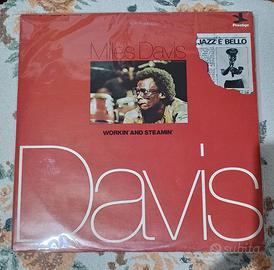 Miles Davis
Prestige
JAZZ È BELLO
WORKIN' AND STEAMIN'
Davis
subito